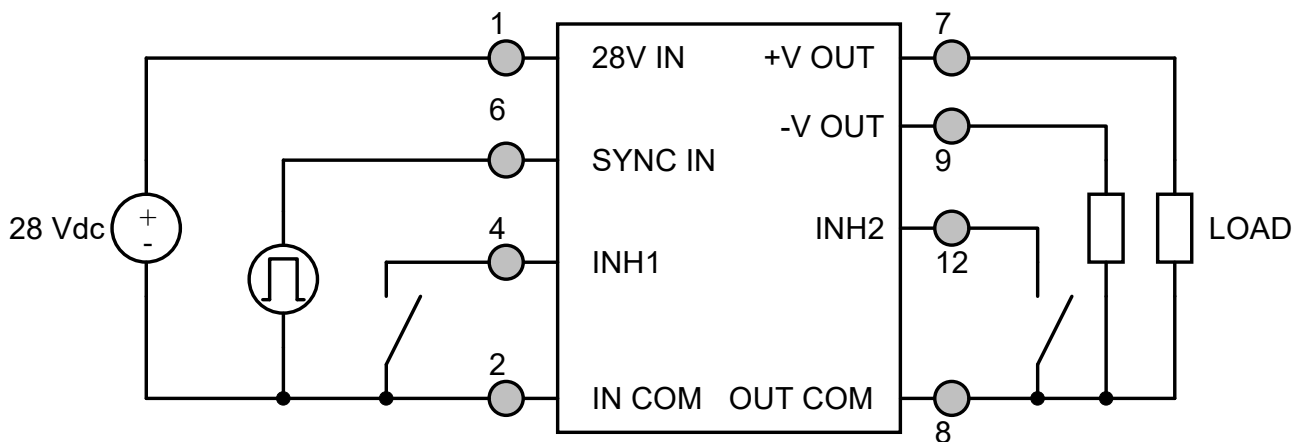 1
7
28V IN
+V OUT
6
-V OUT
SYNC IN
9
28 Vdc
+
-
4
INH2
LOAD
INH1
12
2
IN COM
OUT COM
8